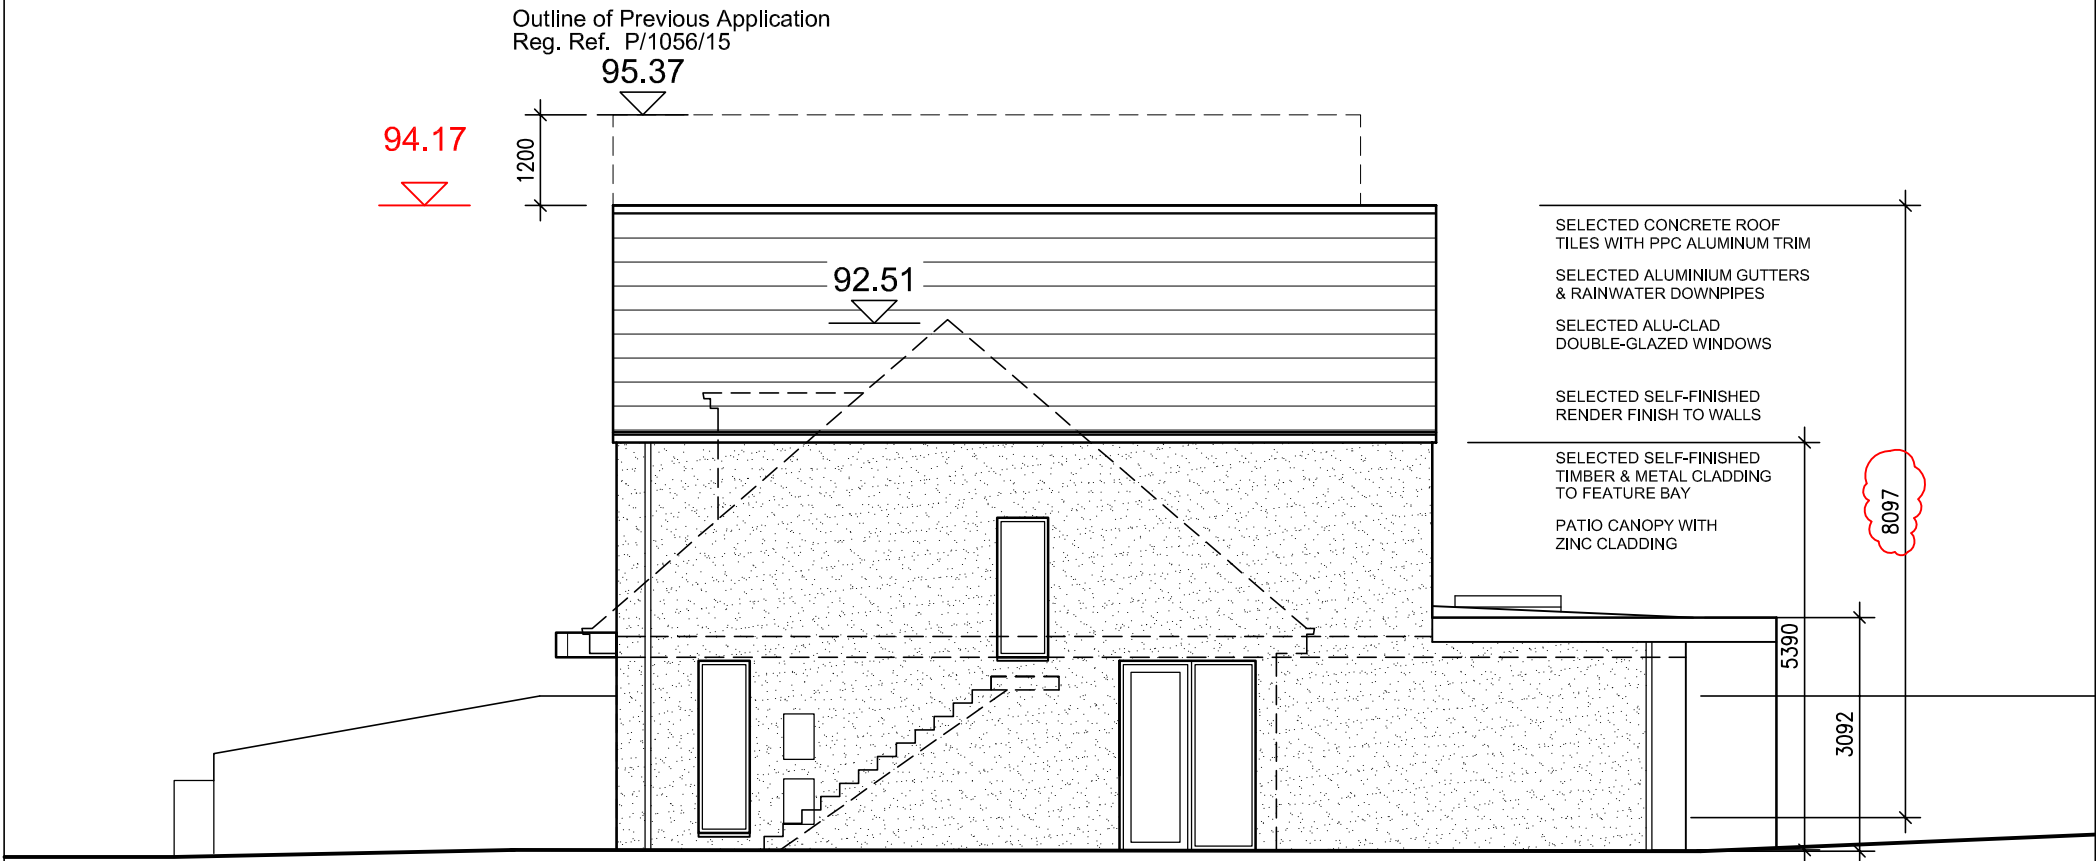 Outline of Previous Application
Reg. Ref. P/1056/15
95.37
94.17
1200
92.51
SELECTED CONCRETE ROOF
TILES WITH PPC ALUMINUM TRIM
SELECTED ALUMINIUM GUTTERS
& RAINWATER DOWNPIPES
SELECTED ALU-CLAD
DOUBLE-GLAZED WINDOWS
SELECTED SELF-FINISHED
RENDER FINISH TO WALLS
SELECTED SELF-FINISHED
TIMBER & METAL CLADDING
TO FEATURE BAY
PATIO CANOPY WITH
ZINC CLADDING
8097
5390
3092